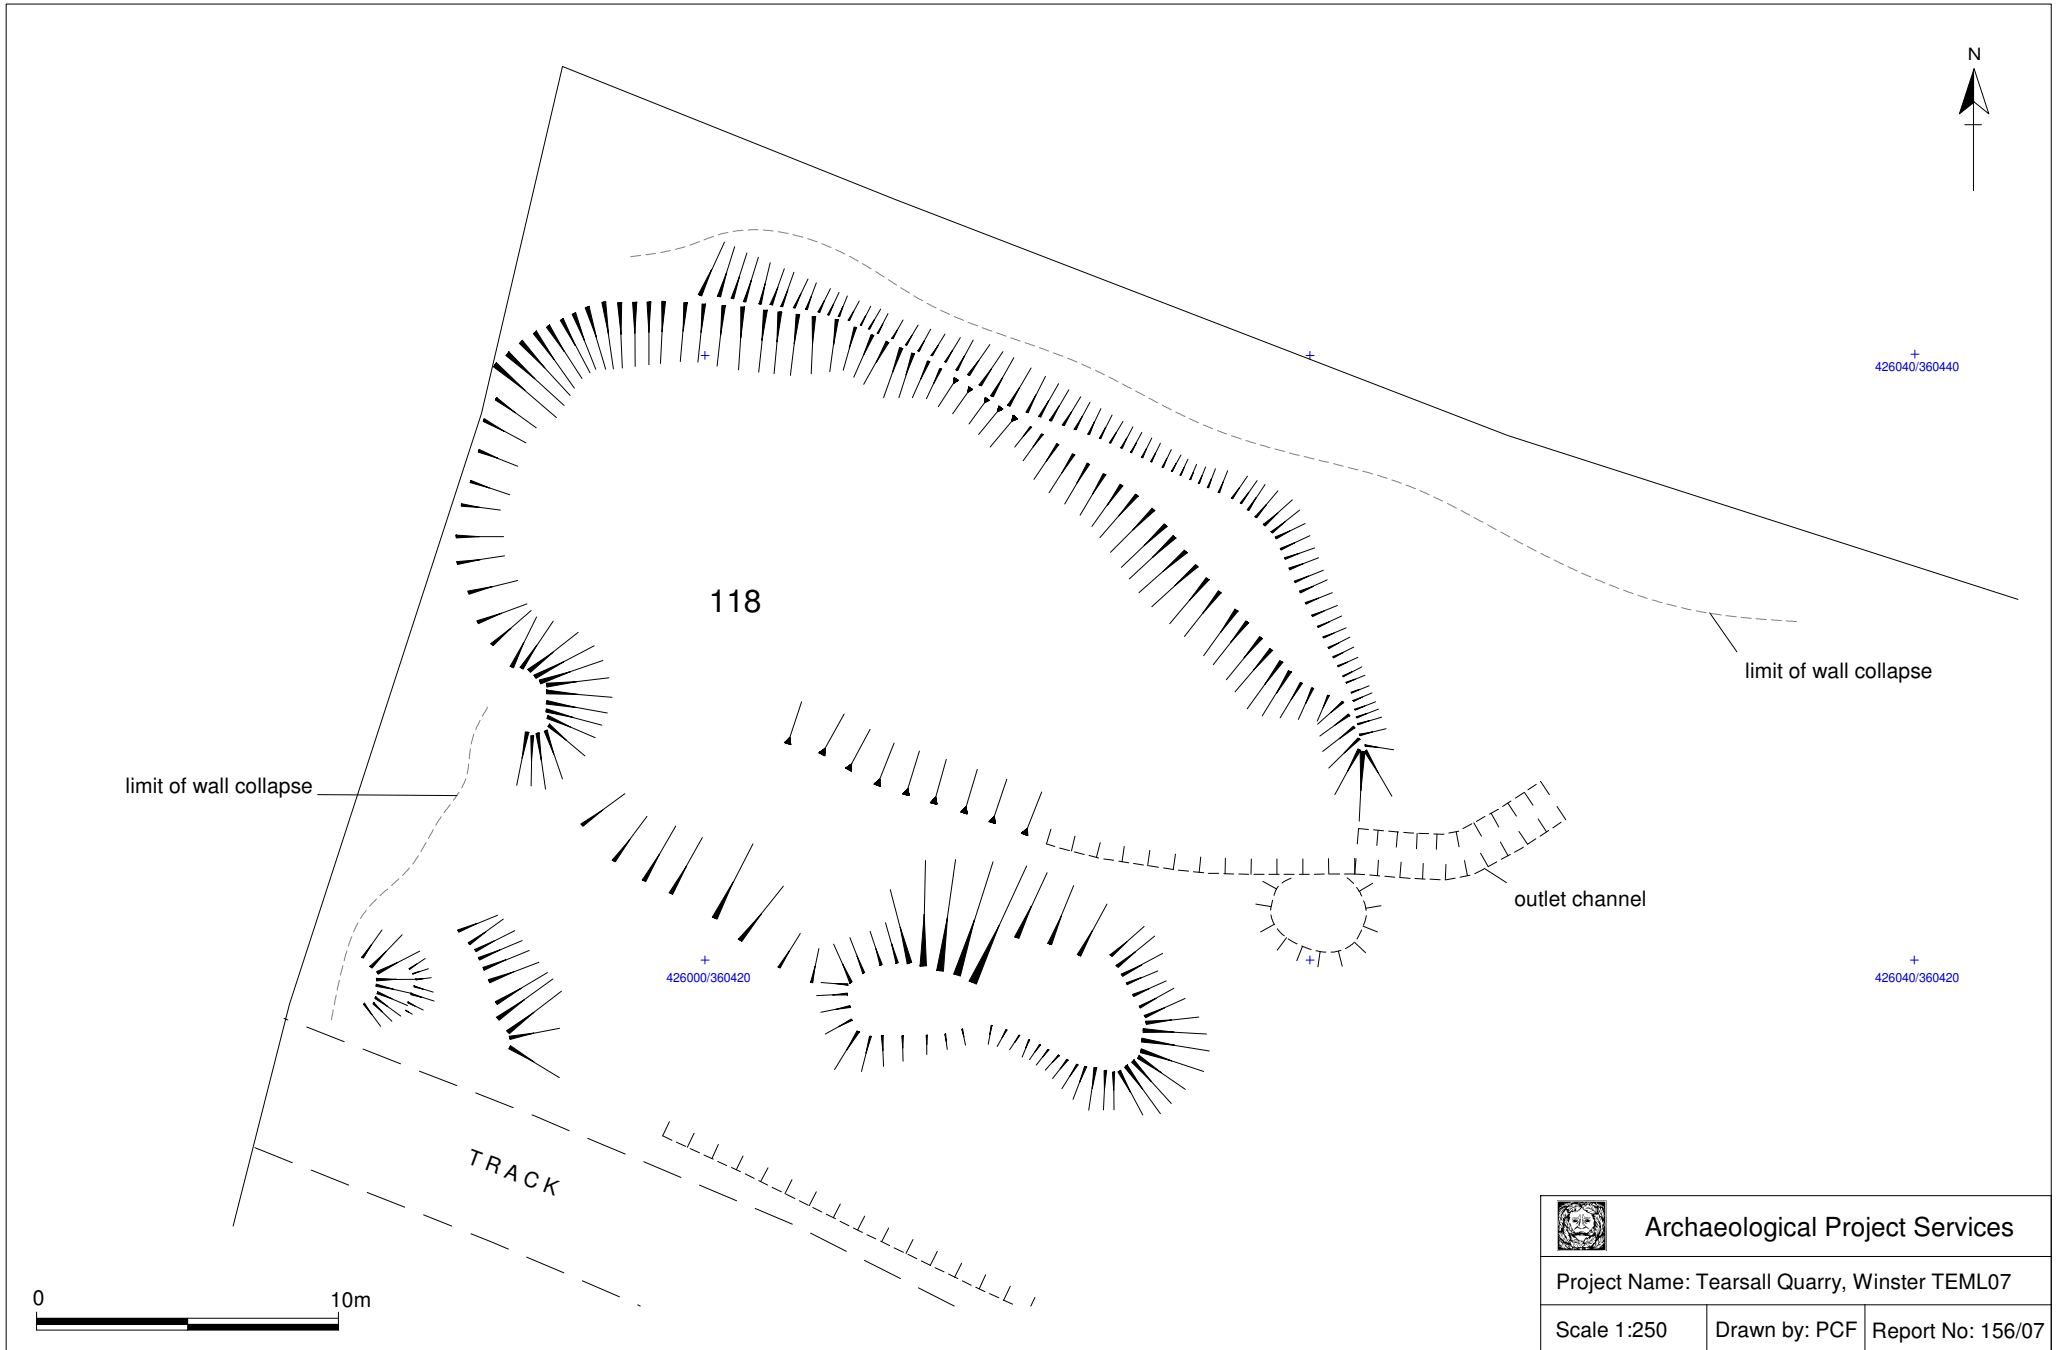 N
426040/360440
118
limit of wall collapse
limit of wall collapse
outlet channel
426000/360420
426040/360420
TRACK
0 10m
Archaeological Project Services
Project Name: Tearsall Quarry, Winster TEML07
Scale 1:250
Drawn by: PCF
Report No: 156/07